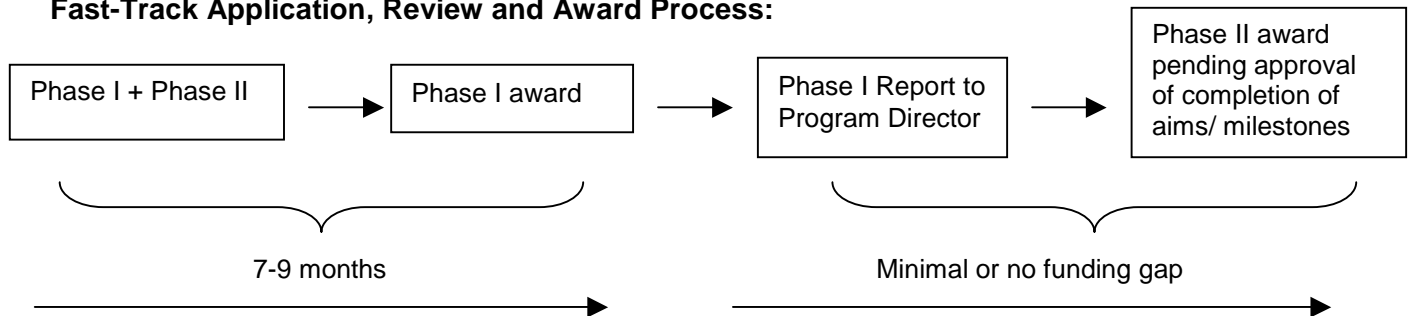 Fast-Track Application, Review and Award Process:
Phase I + Phase II
Phase I award
Phase I Report to
Program Director
Phase II award
pending approval
of completion of
aims/ milestones
7-9 months
Minimal or no funding gap